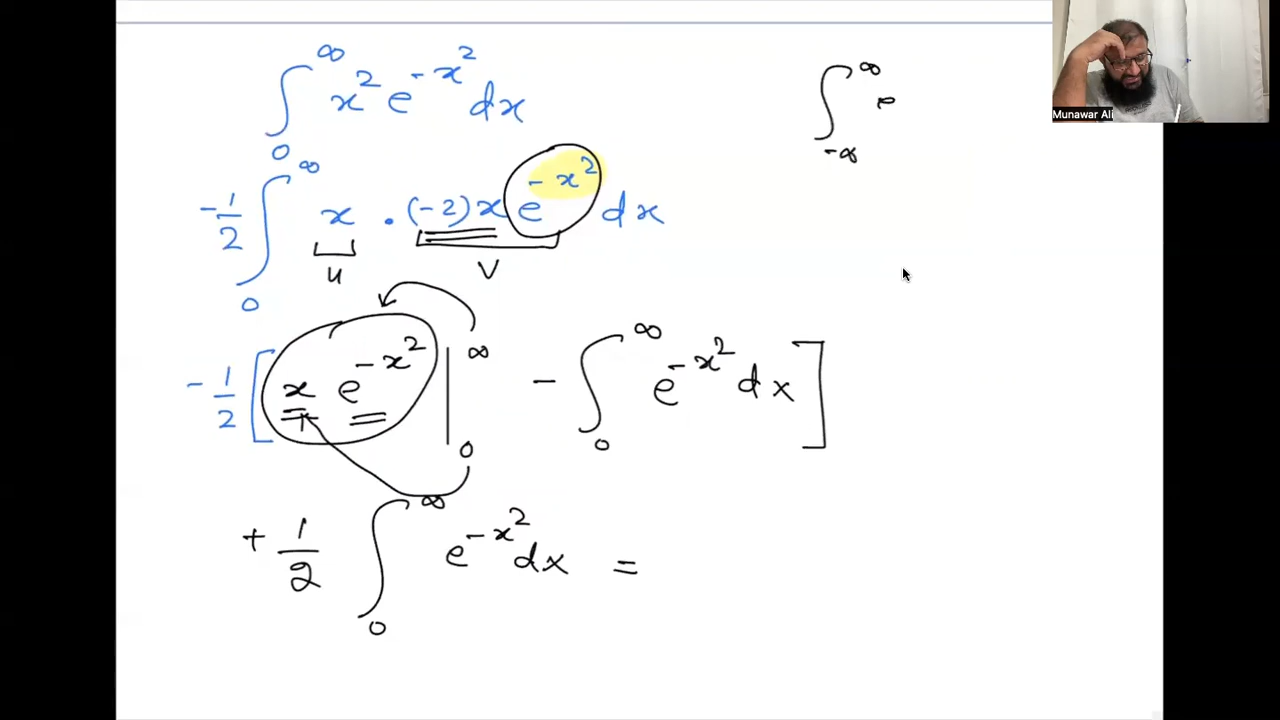 ∫₀^∞ x² e^{-x²} dx
∫_{-∞}^∞ e
-1/2 ∫₀^∞ x · (-2)x e^{-x²} dx
u v
-1/2 [ x e^{-x²} |₀^∞ - ∫₀^∞ e^{-x²} dx ]
+ 1/2 ∫₀^∞ e^{-x²} dx =
Munawar Ali